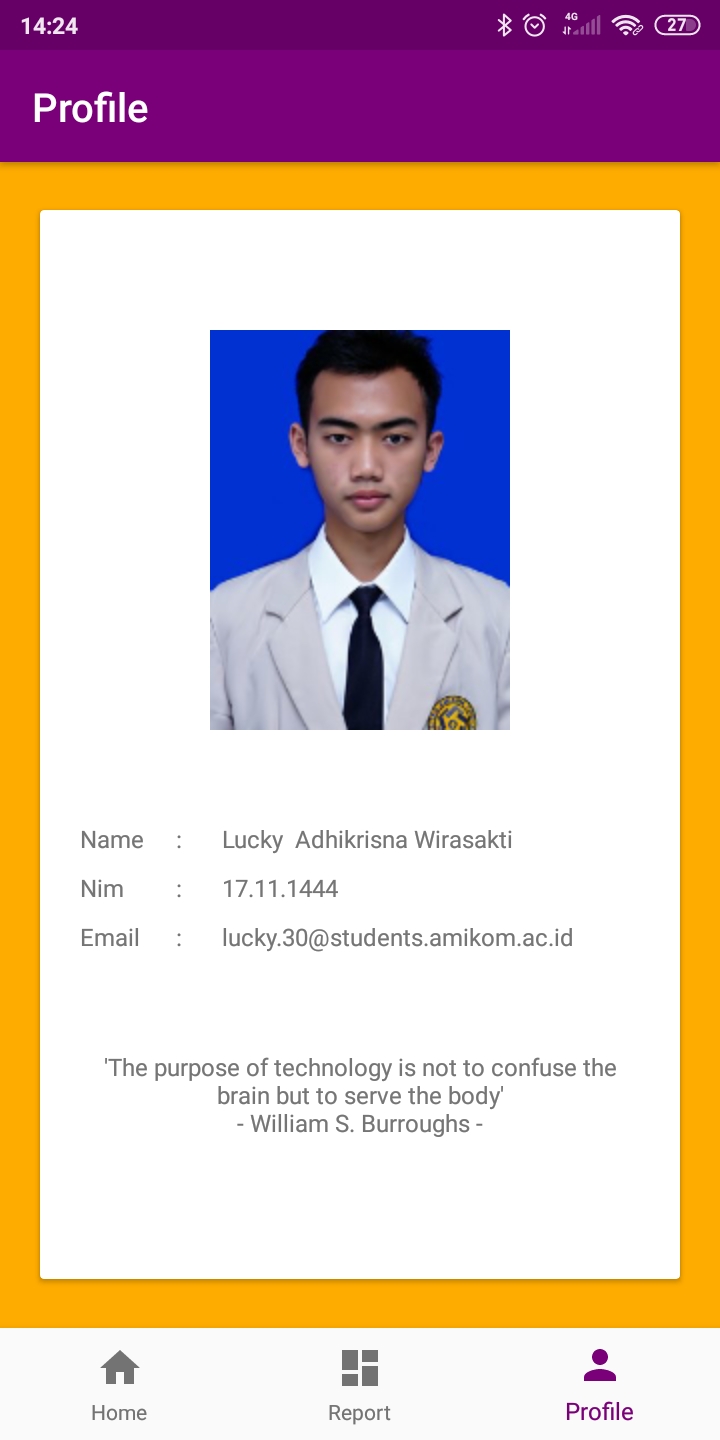 14:24
4G
27
Profile
Name : Lucky  Adhikrisna Wirasakti
Nim : 17.11.1444
Email : lucky.30@students.amikom.ac.id
'The purpose of technology is not to confuse the
brain but to serve the body'
- William S. Burroughs -
Home Report Profile